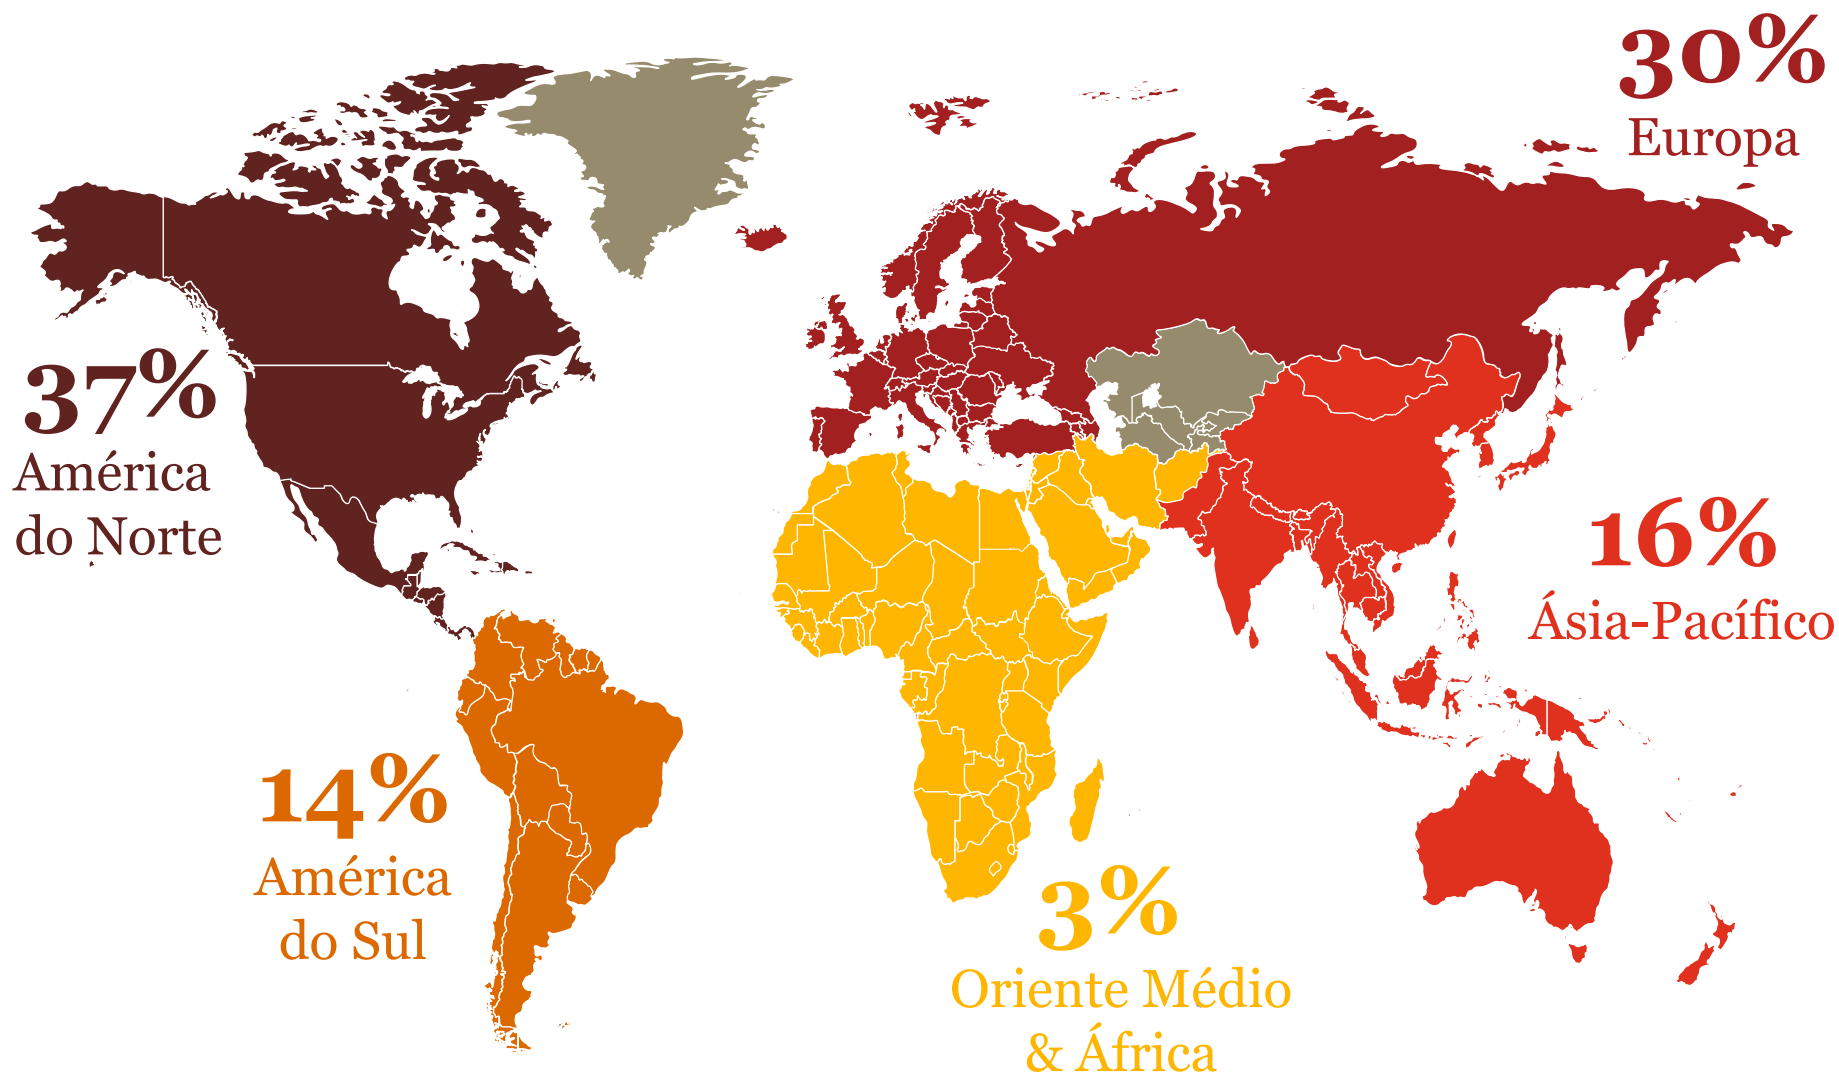 30%
Europa
37%
América
do Norte
16%
Ásia-Pacífico
14%
América
do Sul
3%
Oriente Médio
& África